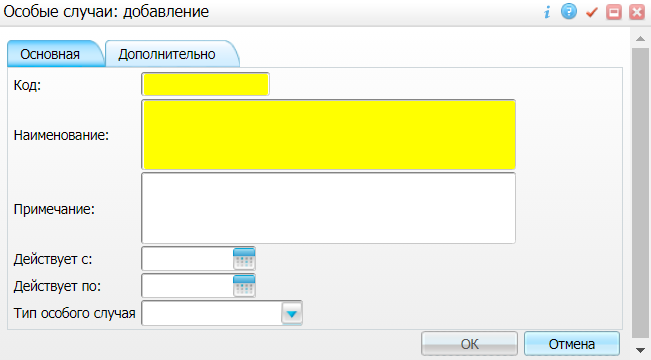 Особые случаи: добавление
Основная Дополнительно
Код:
Наименование:
Примечание:
Действует с:
Действует по:
Тип особого случая
ОК Отмена